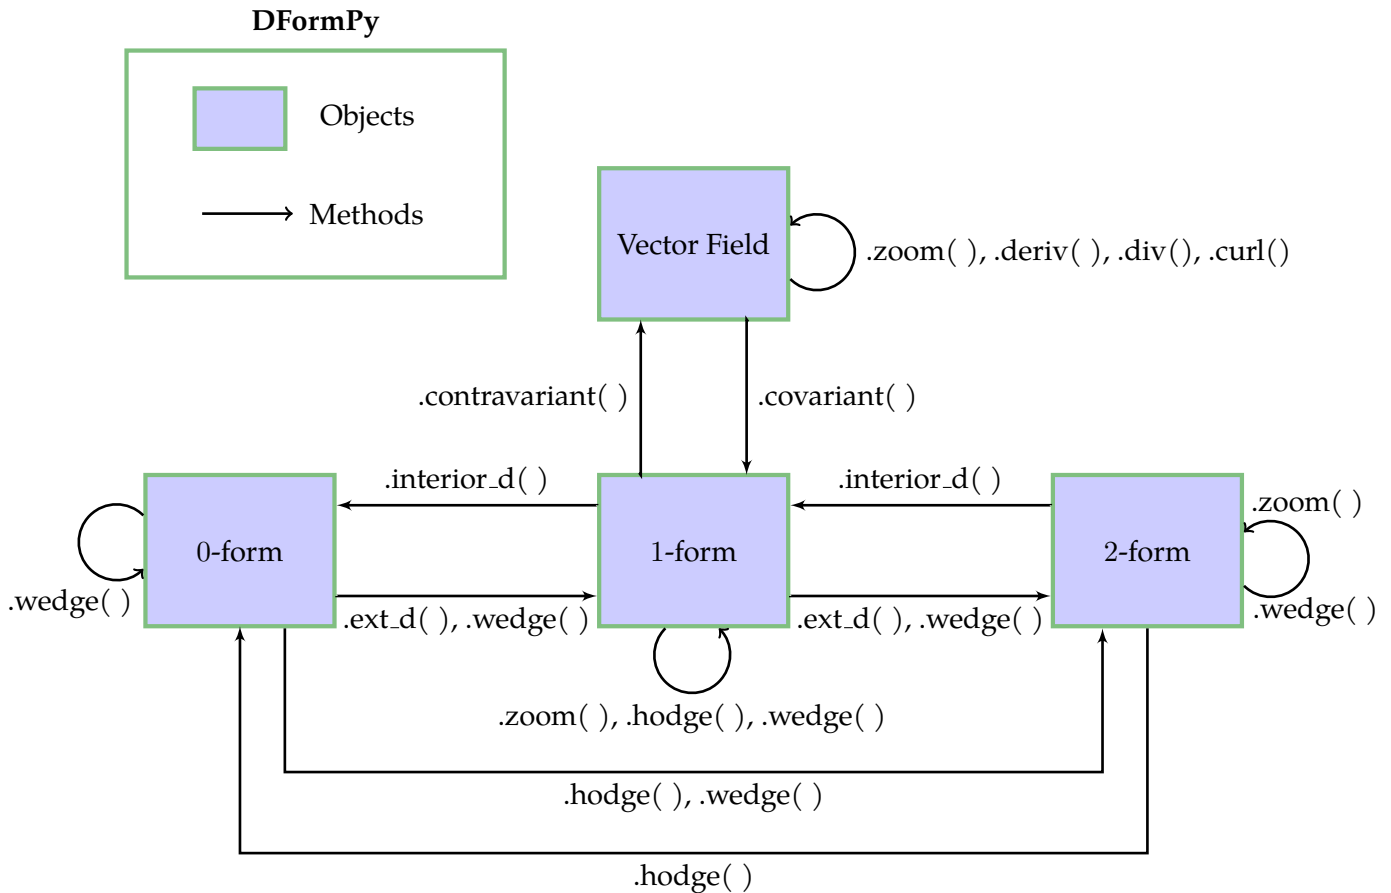 DFormPy
Objects
Methods
Vector Field
.zoom( ), .deriv( ), .div(), .curl()
.contravariant( )
.covariant( )
.interior_d( )
.interior_d( )
.zoom( )
0-form
1-form
2-form
.wedge( )
.ext_d( ), .wedge( )
.ext_d( ), .wedge( )
.wedge( )
.zoom( ), .hodge( ), .wedge( )
.hodge( ), .wedge( )
.hodge( )